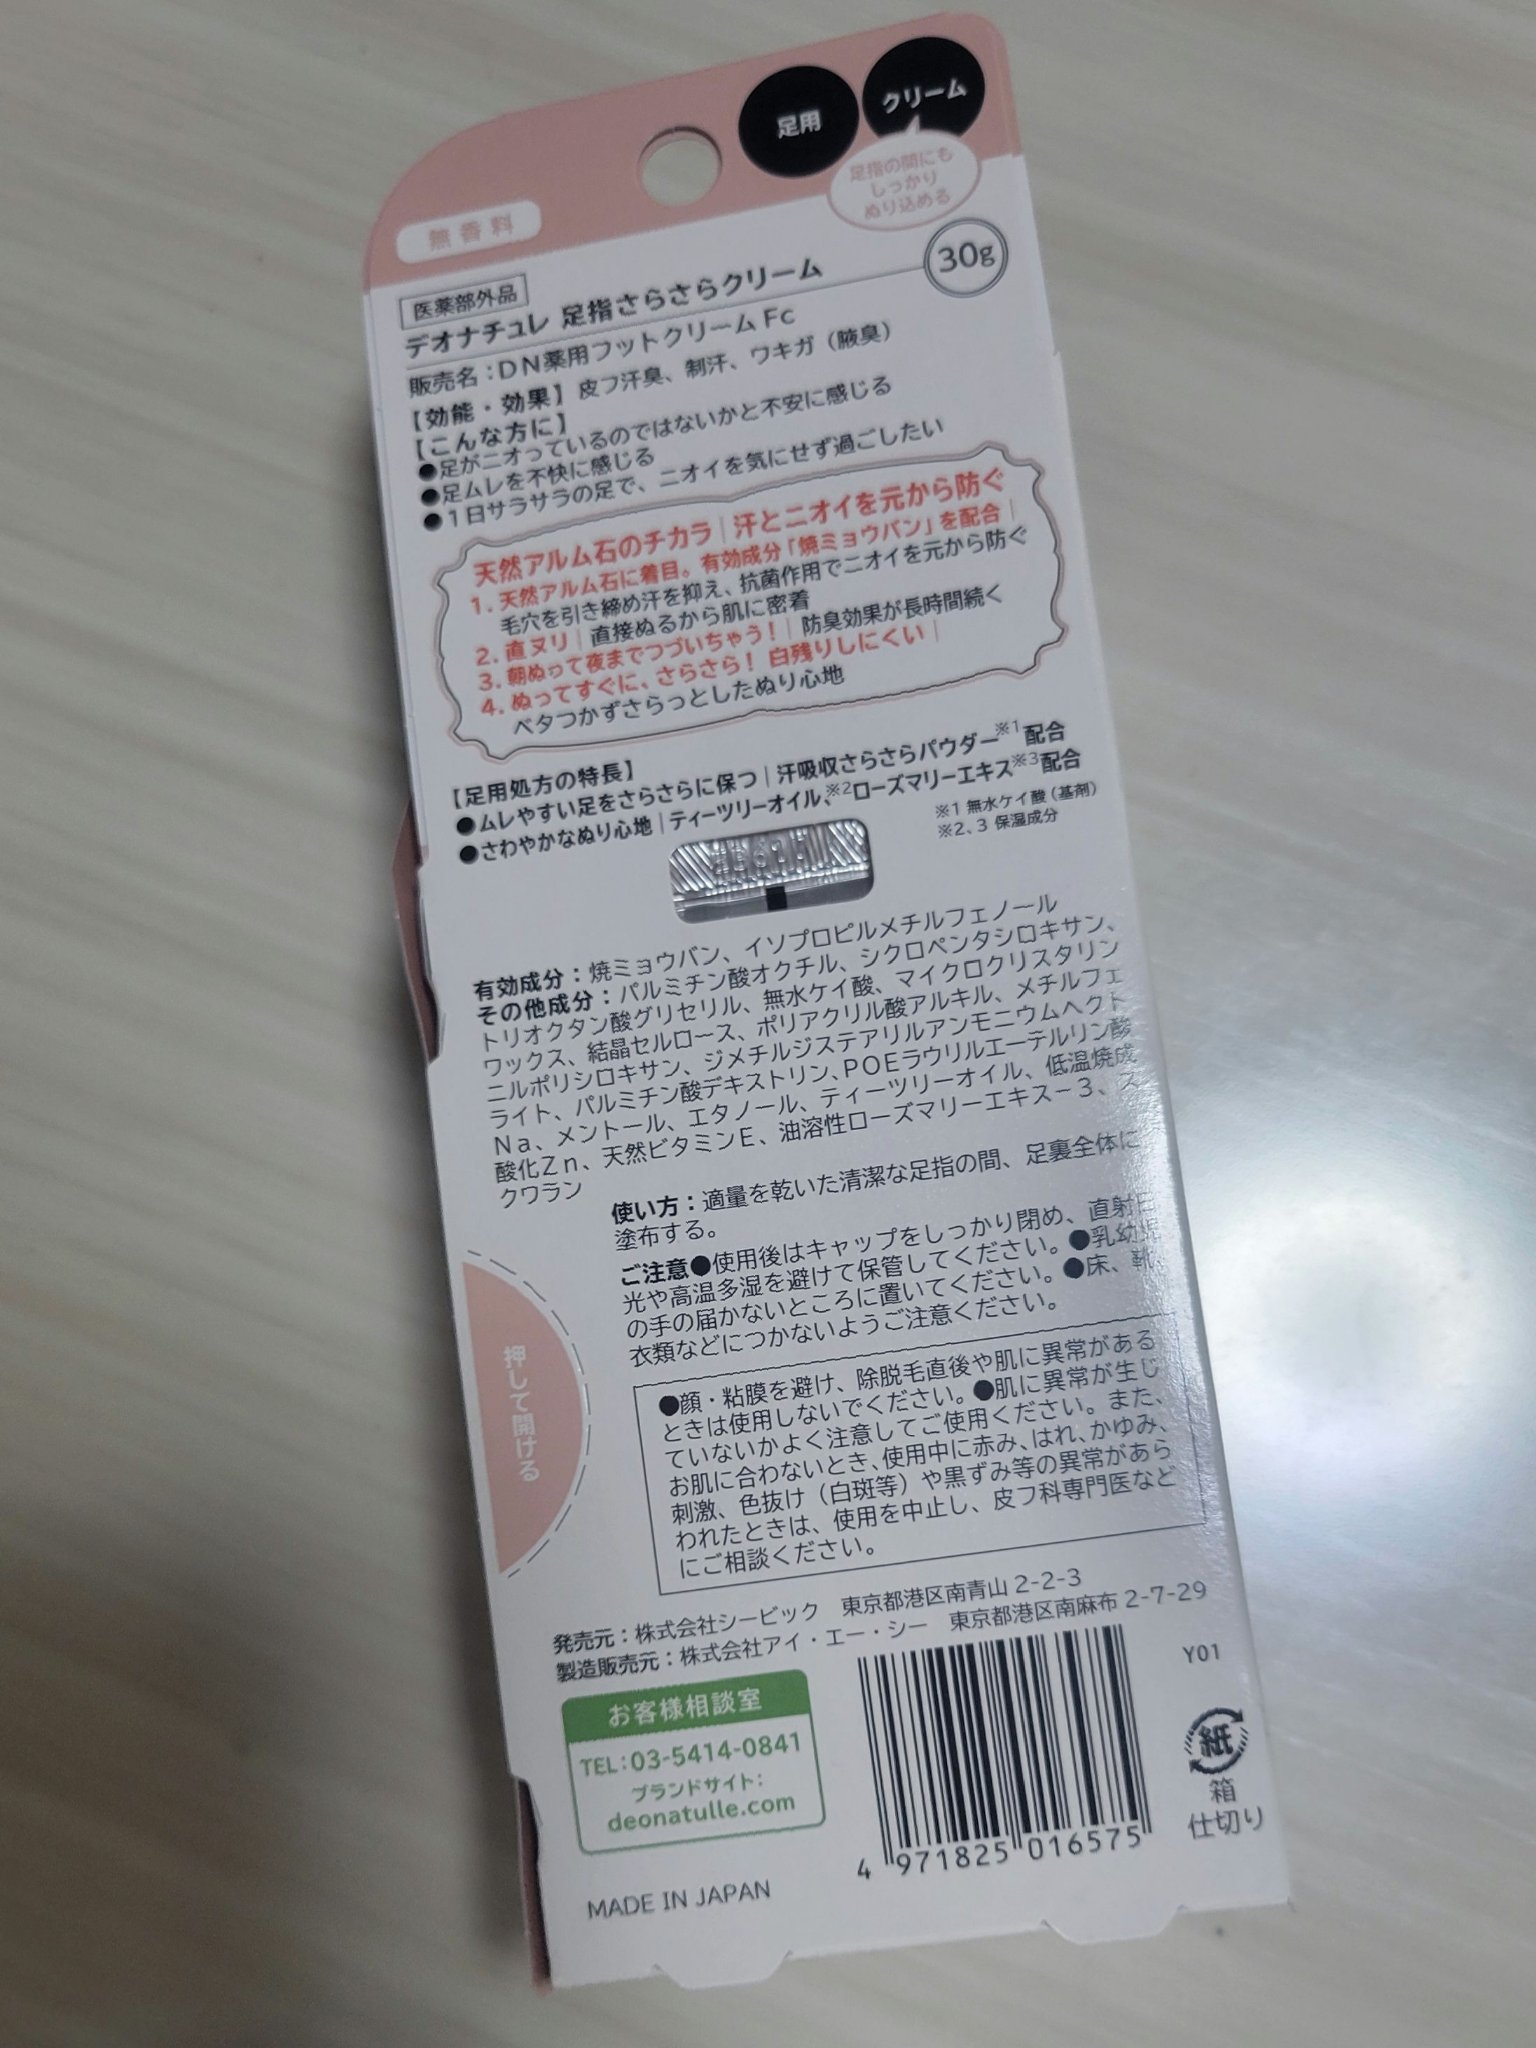 足用
クリーム
足指の間にも
しっかり
ぬり込める
無香料
医薬部外品
30g
デオナチュレ 足指さらさらクリーム
販売名：DN薬用フットクリームFc
【効能・効果】皮フ汗臭、制汗、ワキガ（腋臭）
【こんな方に】
●足がニオっているのではないかと不安に感じる
●足ムレを不快に感じる
●1日サラサラの足で、ニオイを気にせず過ごしたい
天然アルム石のチカラ｜汗とニオイを元から防ぐ
1. 天然アルム石に着目。有効成分「焼ミョウバン」を配合｜
毛穴を引き締め汗を抑え、抗菌作用でニオイを元から防ぐ
2. 直ヌリ｜直接ぬるから肌に密着
3. 朝ぬって夜までつづいちゃう！｜防臭効果が長時間続く
4. ぬってすぐに、さらさら！ 白残りしにくい｜
ベタつかずさらっとしたぬり心地
【足用処方の特長】
●ムレやすい足をさらさらに保つ｜汗吸収さらさらパウダー※1配合
●さわやかなぬり心地｜ティーツリーオイル、※2ローズマリーエキス※3配合
※1 無水ケイ酸（基剤）
※2、3 保湿成分
有効成分：焼ミョウバン、イソプロピルメチルフェノール
その他成分：パルミチン酸オクチル、シクロペンタシロキサン、
トリオクタン酸グリセリル、無水ケイ酸、マイクロクリスタリン
ワックス、結晶セルロース、ポリアクリル酸アルキル、メチルフェ
ニルポリシロキサン、ジメチルジステアリルアンモニウムヘクト
ライト、パルミチン酸デキストリン、POEラウリルエーテルリン酸
Na、メントール、エタノール、ティーツリーオイル、低温焼成
酸化Zn、天然ビタミンE、油溶性ローズマリーエキス－3、ス
クワラン
使い方：適量を乾いた清潔な足指の間、足裏全体に
塗布する。
ご注意●使用後はキャップをしっかり閉め、直射日
光や高温多湿を避けて保管してください。●乳幼児
の手の届かないところに置いてください。●床、靴、
衣類などにつかないようご注意ください。
●顔・粘膜を避け、除脱毛直後や肌に異常がある
ときは使用しないでください。●肌に異常が生じ
ていないかよく注意してご使用ください。また、
お肌に合わないとき、使用中に赤み、はれ、かゆみ、
刺激、色抜け（白斑等）や黒ずみ等の異常があら
われたときは、使用を中止し、皮フ科専門医など
にご相談ください。
押して開ける
発売元：株式会社シービック 東京都港区南青山 2-2-3
製造販売元：株式会社アイ・エー・シー 東京都港区南麻布 2-7-29
お客様相談室
TEL：03-5414-0841
ブランドサイト：
deonatulle.com
Y01
紙
箱
仕切り
4 971825 016575
MADE IN JAPAN